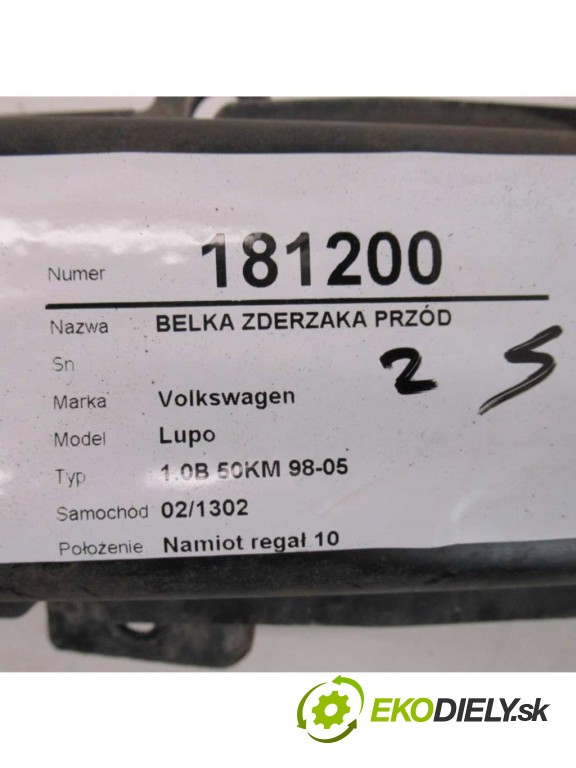 Numer 181200
Nazwa BELKA ZDERZAKA PRZÓD
Sn
2 5
Marka Volkswagen
Model Lupo
Typ 1.0B 50KM 98-05
Samochód 02/1302
Położenie Namiot regał 10
EKODIELY.sk